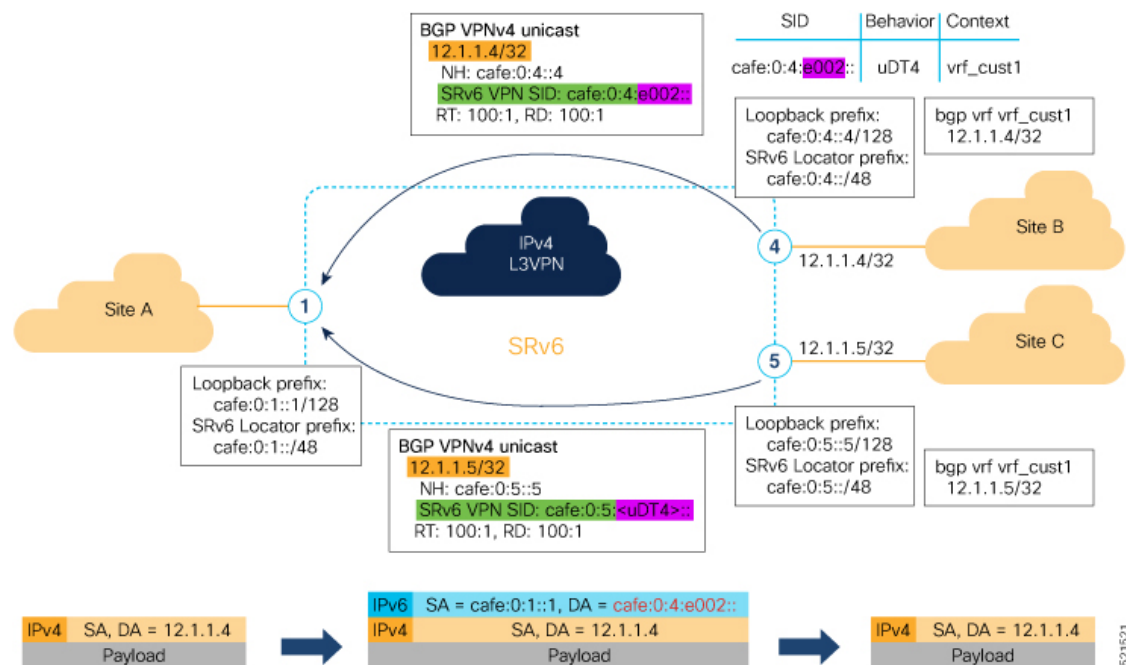 BGP VPNv4 unicast
12.1.1.4/32
NH: cafe:0:4::4
SRv6 VPN SID: cafe:0:4:e002::
RT: 100:1, RD: 100:1
SID Behavior Context
cafe:0:4:e002:: uDT4 vrf_cust1
Loopback prefix:
cafe:0:4::4/128
SRv6 Locator prefix:
cafe:0:4::/48
bgp vrf vrf_cust1
12.1.1.4/32
IPv4
L3VPN
Site A
1
SRv6
4
12.1.1.4/32
Site B
5
12.1.1.5/32
Site C
Loopback prefix:
cafe:0:1::1/128
SRv6 Locator prefix:
cafe:0:1::/48
BGP VPNv4 unicast
12.1.1.5/32
NH: cafe:0:5::5
SRv6 VPN SID: cafe:0:5:<uDT4>::
RT: 100:1, RD: 100:1
Loopback prefix:
cafe:0:5::5/128
SRv6 Locator prefix:
cafe:0:5::/48
bgp vrf vrf_cust1
12.1.1.5/32
IPv4 SA, DA = 12.1.1.4
Payload
IPv6 SA = cafe:0:1::1, DA = cafe:0:4:e002::
IPv4 SA, DA = 12.1.1.4
Payload
IPv4 SA, DA = 12.1.1.4
Payload
521521